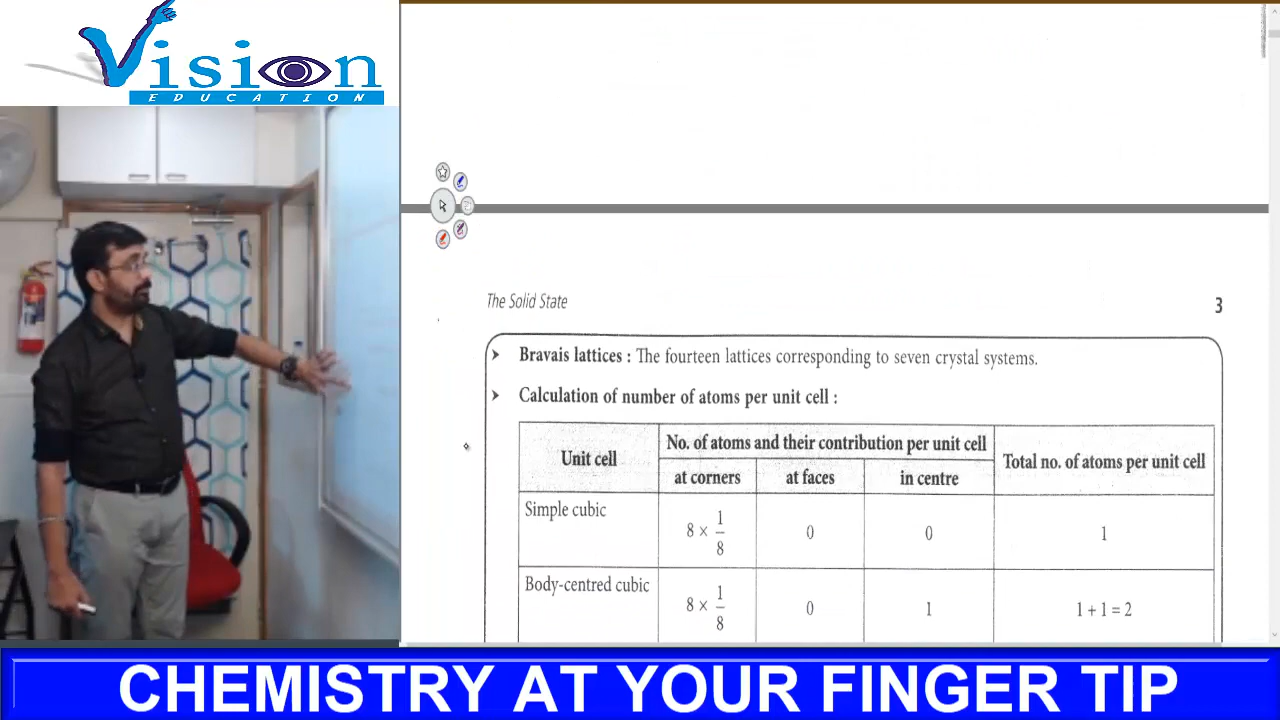 Vision
EDUCATION
The Solid State
3
➤ Bravais lattices : The fourteen lattices corresponding to seven crystal systems.
➤ Calculation of number of atoms per unit cell :
Unit cell
No. of atoms and their contribution per unit cell
Total no. of atoms per unit cell
at corners
at faces
in centre
Simple cubic
8 × 1/8
0
0
1
Body-centred cubic
8 × 1/8
0
1
1 + 1 = 2
CHEMISTRY AT YOUR FINGER TIP